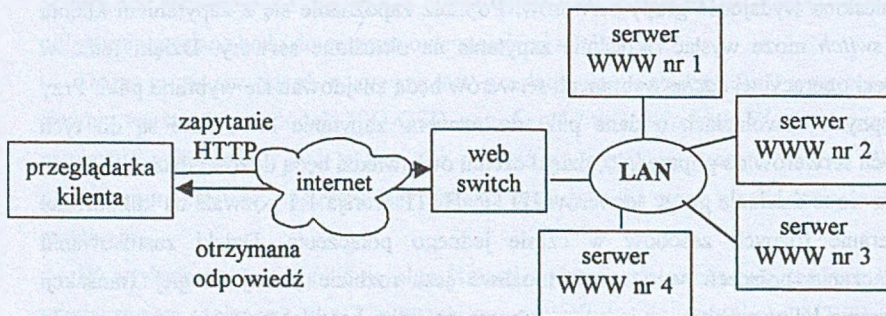 zapytanie
HTTP
przeglądarka
kilenta
internet
otrzymana
odpowiedź
web
switch
LAN
serwer
WWW nr 1
serwer
WWW nr 2
serwer
WWW nr 3
serwer
WWW nr 4